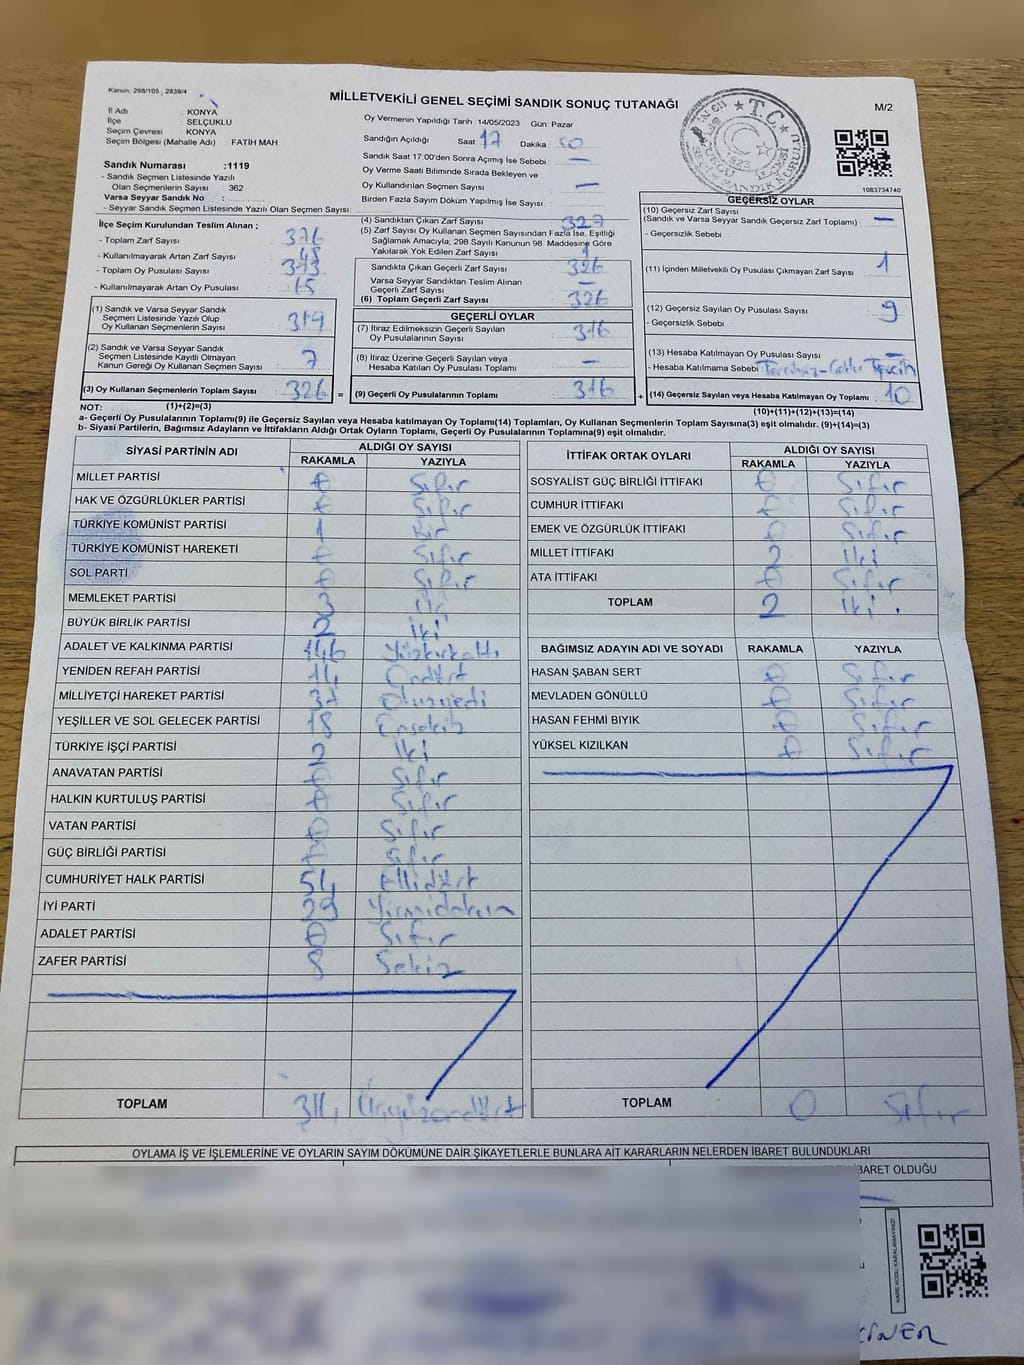 Kanun, 298/105 , 2839/4
MİLLETVEKİLİ GENEL SEÇİMİ SANDIK SONUÇ TUTANAĞI
M/2
İl Adı : KONYA
İlçe : SELÇUKLU
Seçim Çevresi : KONYA
Seçim Bölgesi (Mahalle Adı) : FATİH MAH
Sandık Numarası :1119
- Sandık Seçmen Listesinde Yazılı
Olan Seçmenlerin Sayısı : 362
Varsa Seyyar Sandık No :
- Seyyar Sandık Seçmen Listesinde Yazılı Olan Seçmen Sayısı:
Oy Vermenin Yapıldığı Tarih :14/05/2023 Gün :Pazar
Sandığın Açıldığı Saat: 17 Dakika:
Sandık Saat 17.00'den Sonra Açılmış İse Sebebi : —
Oy Verme Saati Bitiminde Sırada Bekleyen ve
Oy Kullandırılan Seçmen Sayısı : —
Birden Fazla Sayım Döküm Yapılmış İse Sayısı :
T.C.
1083734740
İlçe Seçim Kurulundan Teslim Alınan ;
- Toplam Zarf Sayısı : 376
- Kullanılmayarak Artan Zarf Sayısı :
- Toplam Oy Pusulası Sayısı :
- Kullanılmayarak Artan Oy Pusulası :
(1) Sandık ve Varsa Seyyar Sandık
Seçmen Listesinde Yazılı Olup
Oy Kullanan Seçmenlerin Sayısı : 319
(2) Sandık ve Varsa Seyyar Sandık
Seçmen Listesinde Kayıtlı Olmayan
Kanun Gereği Oy Kullanan Seçmen Sayısı : 7
(3) Oy Kullanan Seçmenlerin Toplam Sayısı : 326 =
(1)+(2)=(3)
(4) Sandıktan Çıkan Zarf Sayısı : 327
(5) Zarf Sayısı Oy Kullanan Seçmen Sayısından Fazla İse, Eşitliği
Sağlamak Amacıyla, 298 Sayılı Kanunun 98. Maddesine Göre
Yakılarak Yok Edilen Zarf Sayısı : 1
Sandıkta Çıkan Geçerli Zarf Sayısı : 326
Varsa Seyyar Sandıktan Teslim Alınan
Geçerli Zarf Sayısı : —
(6) Toplam Geçerli Zarf Sayısı : 326
GEÇERLİ OYLAR
(7) İtiraz Edilmeksizin Geçerli Sayılan
Oy Pusulalarının Sayısı : 316
(8) İtiraz Üzerine Geçerli Sayılan veya
Hesaba Katılan Oy Pusulası Toplamı : —
(9) Geçerli Oy Pusulalarının Toplamı : 316 +
GEÇERSİZ OYLAR
(10) Geçersiz Zarf Sayısı
(Sandık ve Varsa Seyyar Sandık Geçersiz Zarf Toplamı) : —
- Geçersizlik Sebebi :
(11) İçinden Milletvekili Oy Pusulası Çıkmayan Zarf Sayısı : 1
(12) Geçersiz Sayılan Oy Pusulası Sayısı : 9
- Geçersizlik Sebebi :
(13) Hesaba Katılmayan Oy Pusulası Sayısı : —
- Hesaba Katılmama Sebebi :
(14) Geçersiz Sayılan veya Hesaba Katılmayan Oy Toplamı : 10
(10)+(11)+(12)+(13)=(14)
NOT:
a- Geçerli Oy Pusulalarının Toplamı(9) ile Geçersiz Sayılan veya Hesaba katılmayan Oy Toplamı(14) Toplamları, Oy Kullanan Seçmenlerin Toplam Sayısına(3) eşit olmalıdır. (9)+(14)=(3)
b- Siyasi Partilerin, Bağımsız Adayların ve İttifakların Aldığı Ortak Oyların Toplamı, Geçerli Oy Pusulalarının Toplamına(9) eşit olmalıdır.
SİYASİ PARTİNİN ADI ALDIĞI OY SAYISI
RAKAMLA YAZIYLA
MİLLET PARTİSİ 0 Sıfır
HAK VE ÖZGÜRLÜKLER PARTİSİ 0 Sıfır
TÜRKİYE KOMÜNİST PARTİSİ 1 Bir
TÜRKİYE KOMÜNİST HAREKETİ 0 Sıfır
SOL PARTİ 0 Sıfır
MEMLEKET PARTİSİ 3
BÜYÜK BİRLİK PARTİSİ 2 İki
ADALET VE KALKINMA PARTİSİ 146 Yüzkırkaltı
YENİDEN REFAH PARTİSİ 14 Ondört
MİLLİYETÇİ HAREKET PARTİSİ 37 Otuzyedi
YEŞİLLER VE SOL GELECEK PARTİSİ 18 Onsekiz
TÜRKİYE İŞÇİ PARTİSİ 2 İki
ANAVATAN PARTİSİ 0 Sıfır
HALKIN KURTULUŞ PARTİSİ 0 Sıfır
VATAN PARTİSİ 0 Sıfır
GÜÇ BİRLİĞİ PARTİSİ 0 Sıfır
CUMHURİYET HALK PARTİSİ 54 Ellidört
İYİ PARTİ 29 Yirmidokuz
ADALET PARTİSİ 0 Sıfır
ZAFER PARTİSİ 8 Sekiz
TOPLAM 314 Üçyüzondört
İTTİFAK ORTAK OYLARI ALDIĞI OY SAYISI
RAKAMLA YAZIYLA
SOSYALİST GÜÇ BİRLİĞİ İTTİFAKI 0 Sıfır
CUMHUR İTTİFAKI 0 Sıfır
EMEK VE ÖZGÜRLÜK İTTİFAKI 0 Sıfır
MİLLET İTTİFAKI 2 İki
ATA İTTİFAKI 0 Sıfır
TOPLAM 2 İki
BAĞIMSIZ ADAYIN ADI VE SOYADI RAKAMLA YAZIYLA
HASAN ŞABAN SERT 0 Sıfır
MEVLADEN GÖNÜLLÜ 0 Sıfır
HASAN FEHMİ BIYIK 0 Sıfır
YÜKSEL KIZILKAN 0 Sıfır
TOPLAM 0 Sıfır
OYLAMA İŞ VE İŞLEMLERİNE VE OYLARIN SAYIM DÖKÜMÜNE DAİR ŞİKAYETLERLE BUNLARA AİT KARARLARIN NELERDEN İBARET BULUNDUKLARI
İBARET OLDUĞU
KARE KODU KARALAMAYINIZ!